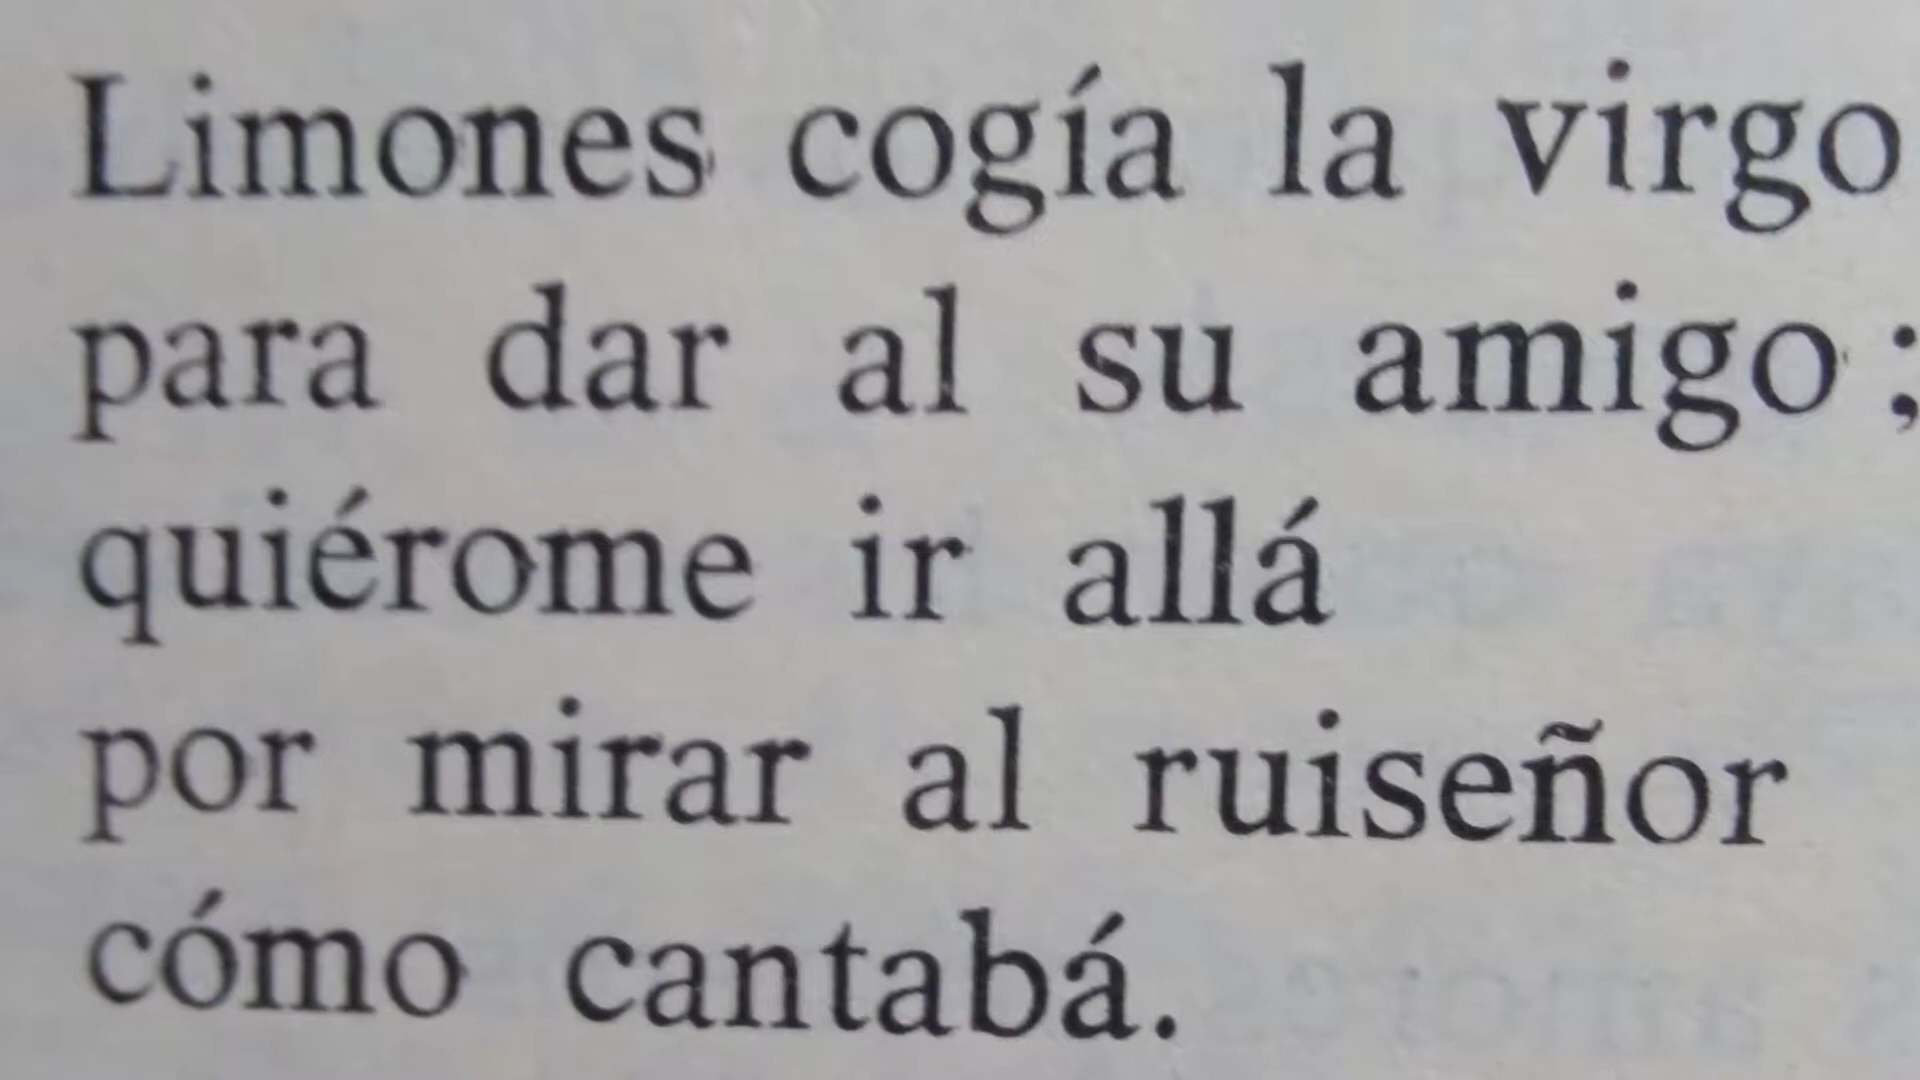 Limones cogía la virgo
para dar al su amigo;
quiérome ir allá
por mirar al ruiseñor
cómo cantabá.